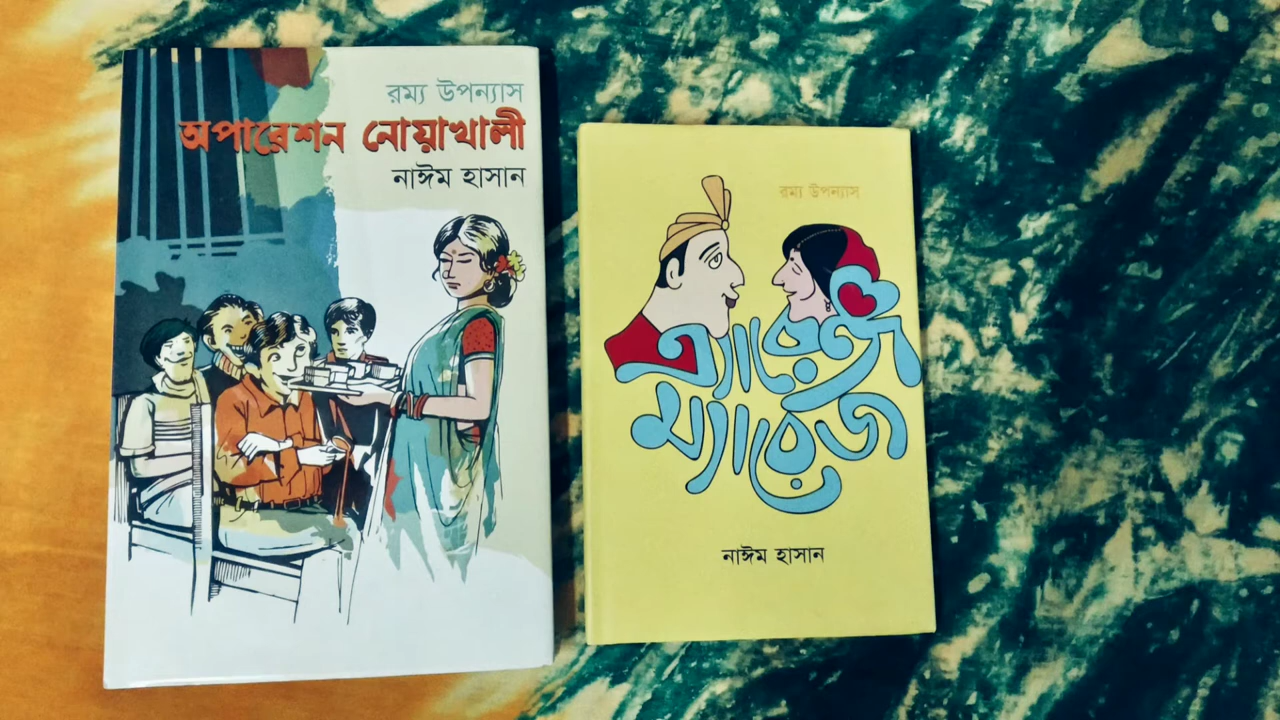 রম্য উপন্যাস
অপারেশন নোয়াখালী
নাঈম হাসান
রম্য উপন্যাস
এ্যারেঞ্জ
ম্যারেজ
নাঈম হাসান